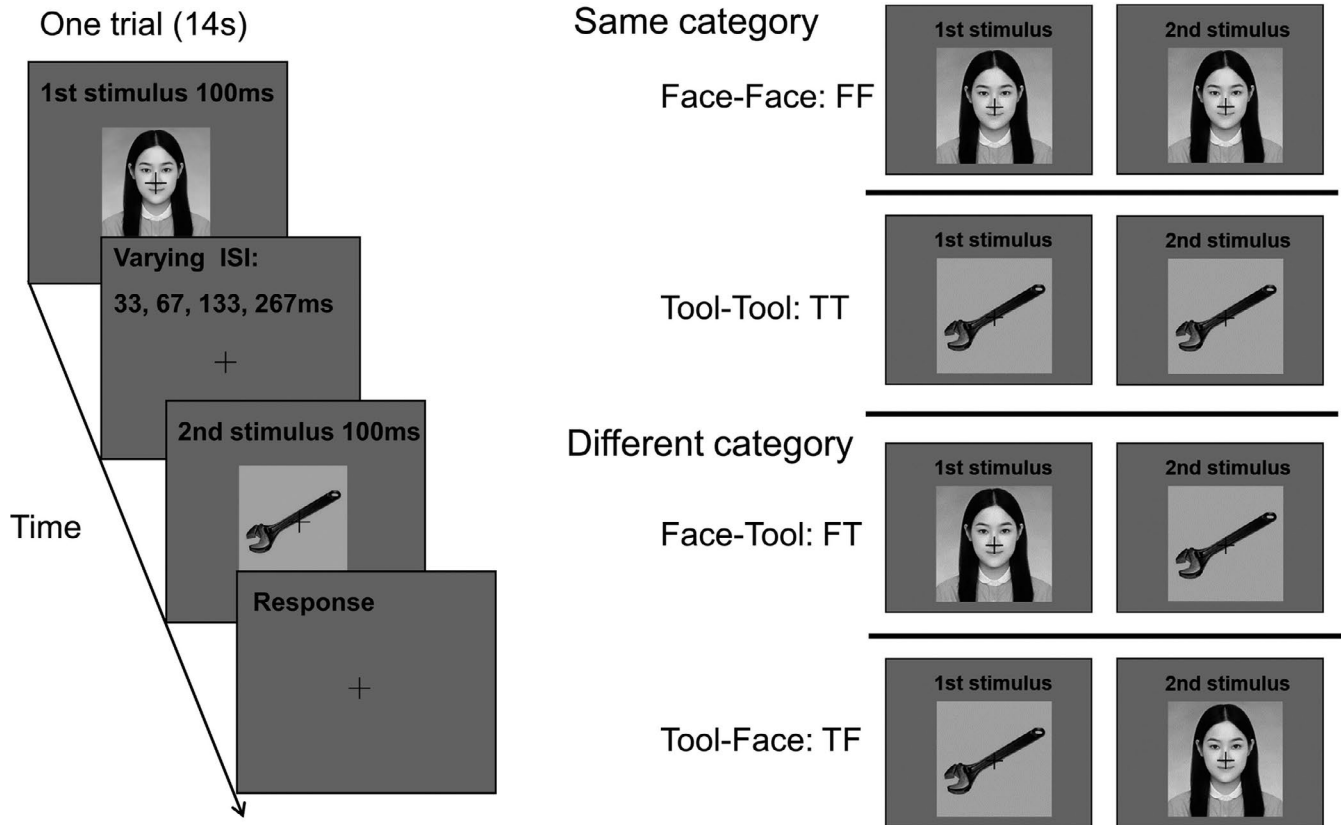 One trial (14s)
1st stimulus 100ms
Varying ISI:
33, 67, 133, 267ms
2nd stimulus 100ms
Response
Time
Same category
Face-Face: FF
1st stimulus
2nd stimulus
Tool-Tool: TT
1st stimulus
2nd stimulus
Different category
Face-Tool: FT
1st stimulus
2nd stimulus
Tool-Face: TF
1st stimulus
2nd stimulus